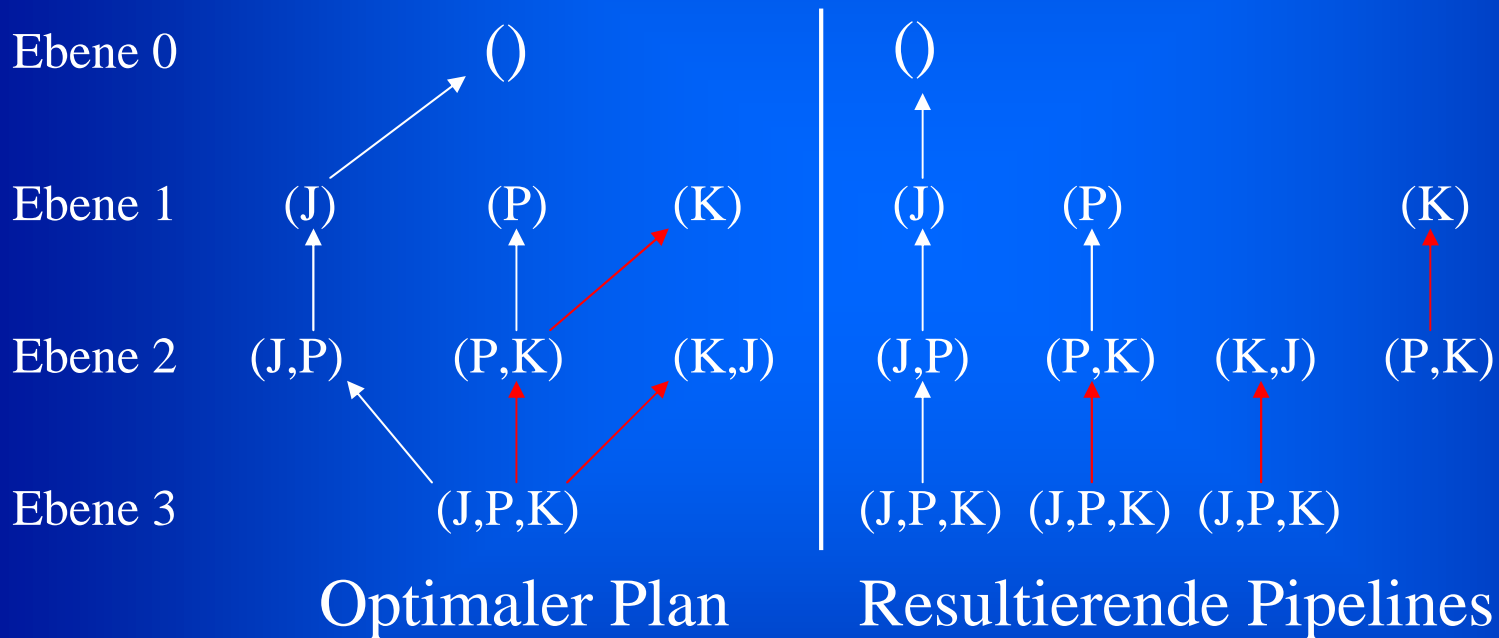 Ebene 0 () ()
Ebene 1 (J) (P) (K) (J) (P) (K)
Ebene 2 (J,P) (P,K) (K,J) (J,P) (P,K) (K,J) (P,K)
Ebene 3 (J,P,K) (J,P,K) (J,P,K) (J,P,K)
Optimaler Plan Resultierende Pipelines